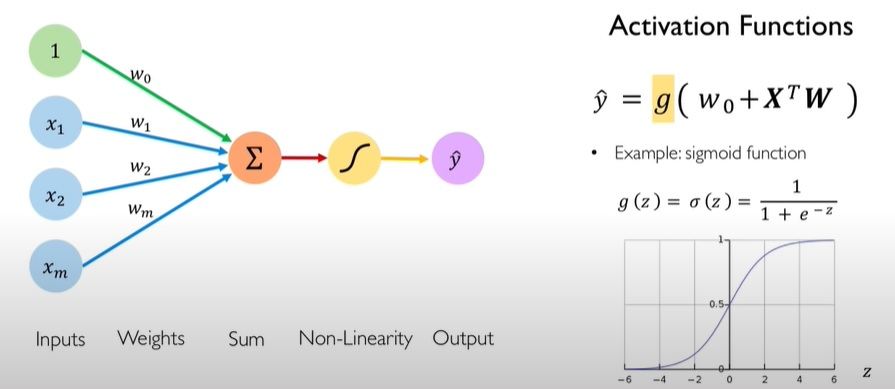 Activation Functions
1
w₀
x₁
w₁
ŷ = g ( w₀ + XᵀW )
Σ
ŷ
• Example: sigmoid function
x₂
w₂
g (z) = σ (z) = 1 / 1 + e⁻ᶻ
wₘ
xₘ
1
0.5
0
-6 -4 -2 0 2 4 6
z
Inputs Weights Sum Non-Linearity Output